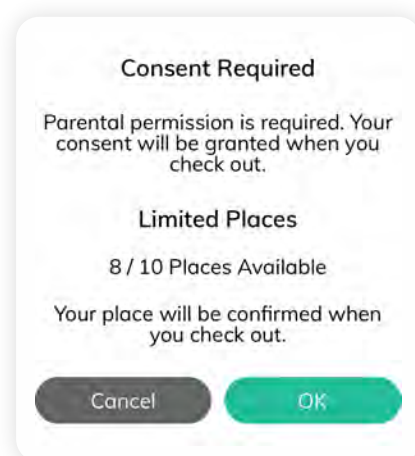 Consent Required
Parental permission is required. Your
consent will be granted when you
check out.
Limited Places
8 / 10 Places Available
Your place will be confirmed when
you check out.
Cancel
OK